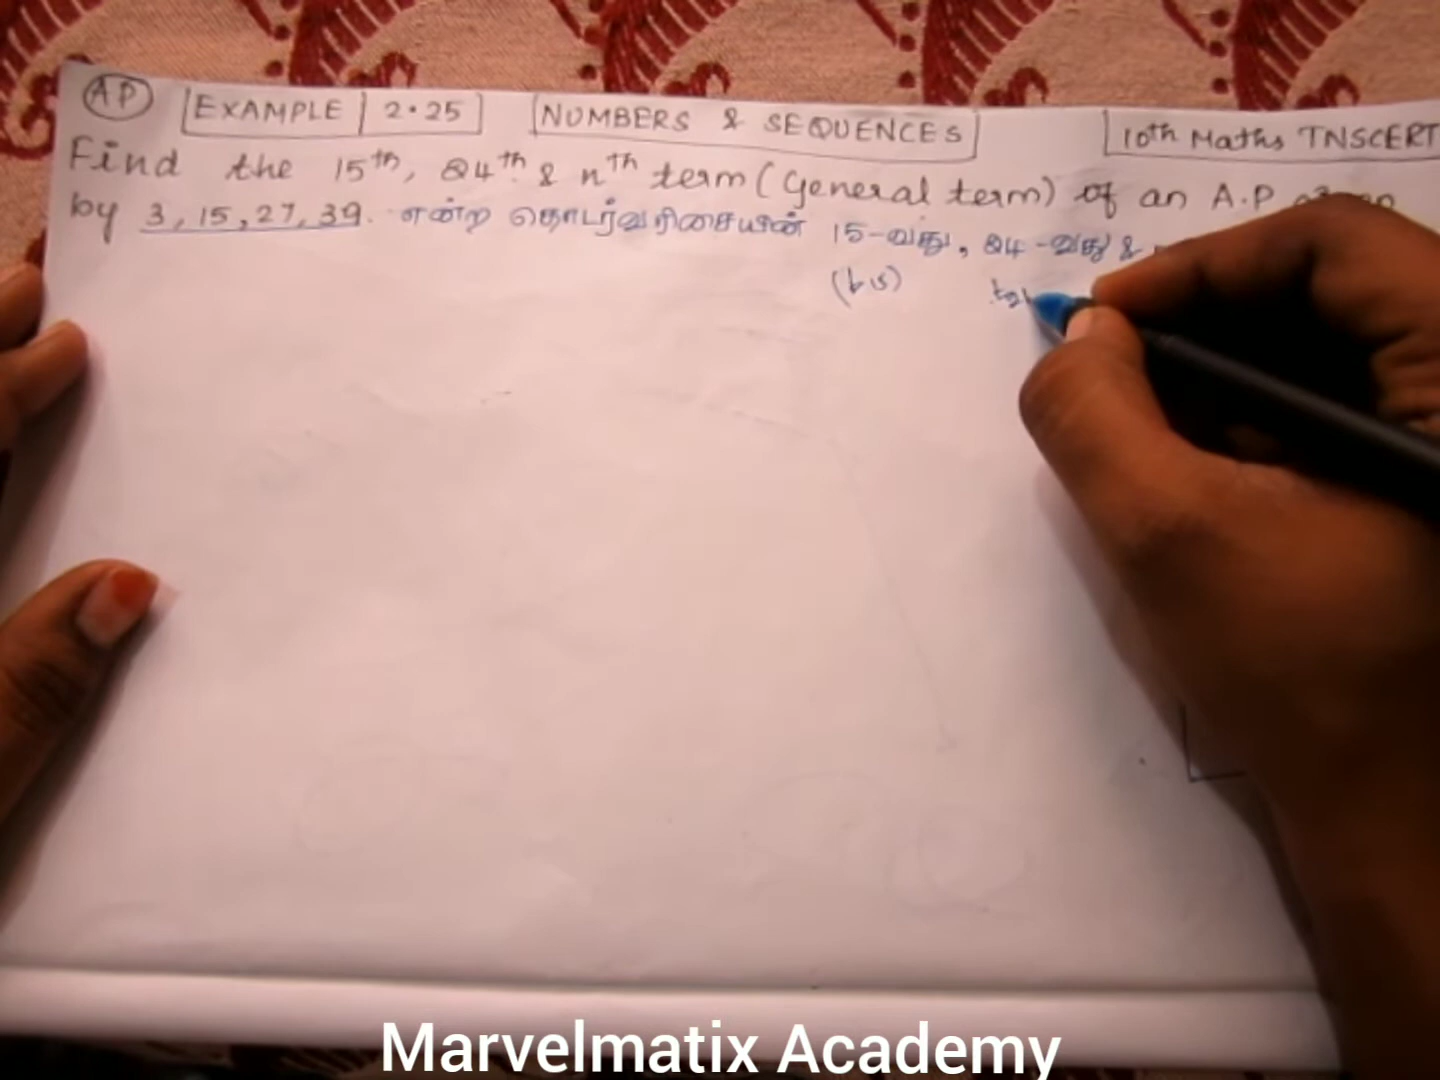 AP EXAMPLE 2.25 NUMBERS & SEQUENCES 10th Maths TNSCERT
Find the 15th, 24th & nth term (General term) of an A.P
by 3, 15, 27, 39. என்ற தொடர்வரிசையின் 15-வது, 24-வது &
Marvelmatix Academy